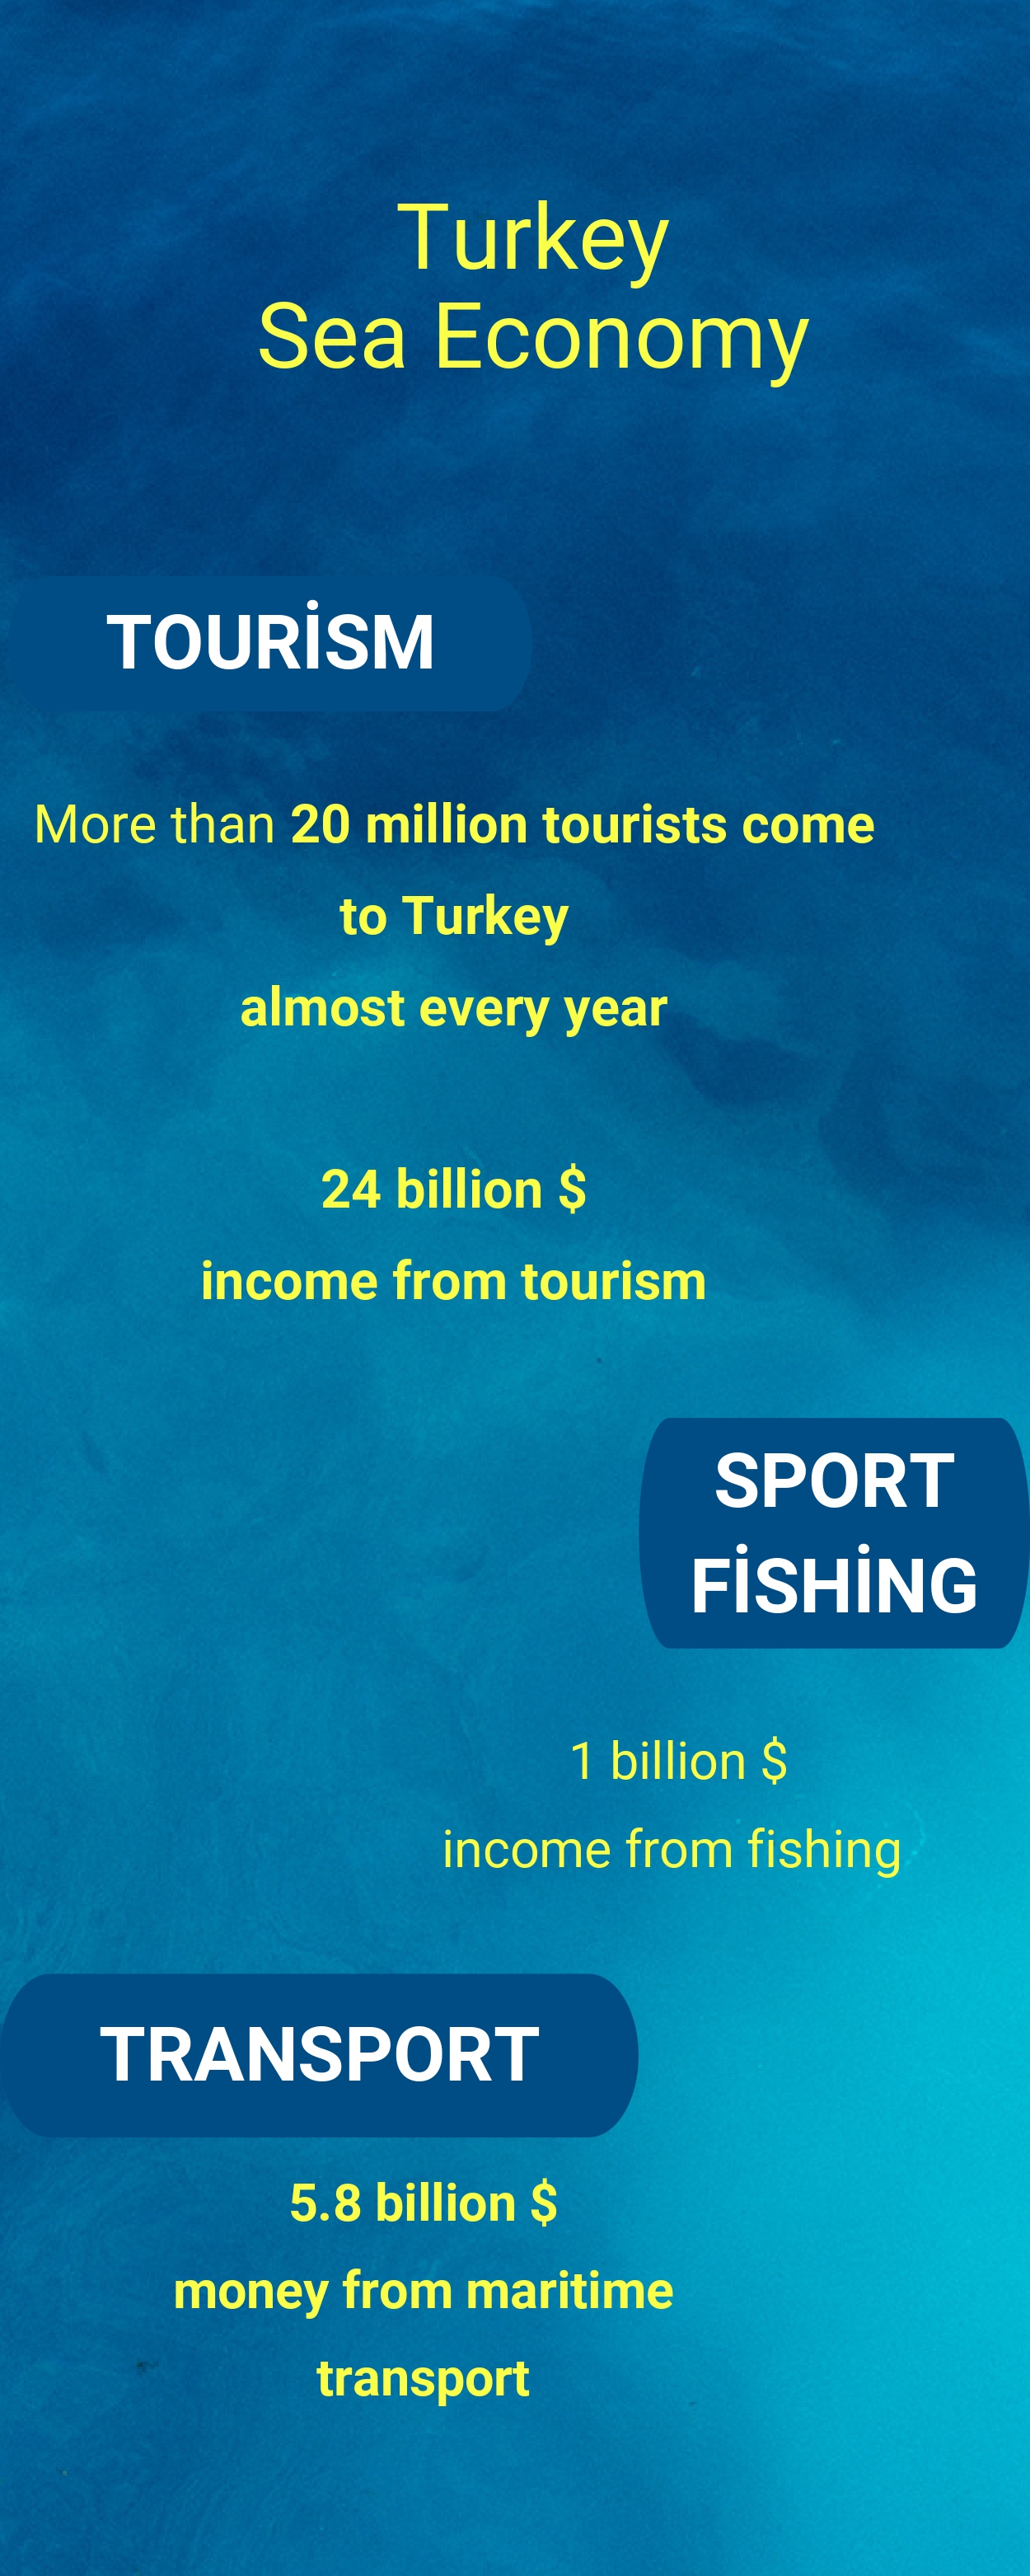 Turkey
Sea Economy
TOURİSM
More than 20 million tourists come
to Turkey
almost every year
24 billion $
income from tourism
SPORT
FİSHİNG
1 billion $
income from fishing
TRANSPORT
5.8 billion $
money from maritime
transport